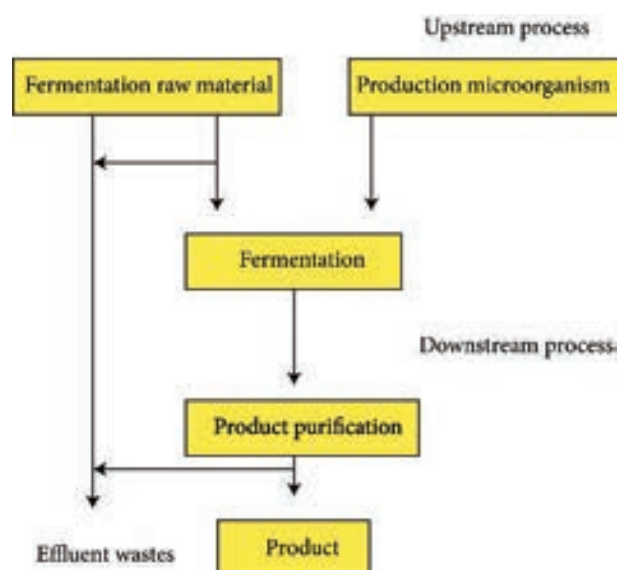 Upstream process
Fermentation raw material
Production microorganism
Fermentation
Downstream process
Product purification
Effluent wastes
Product